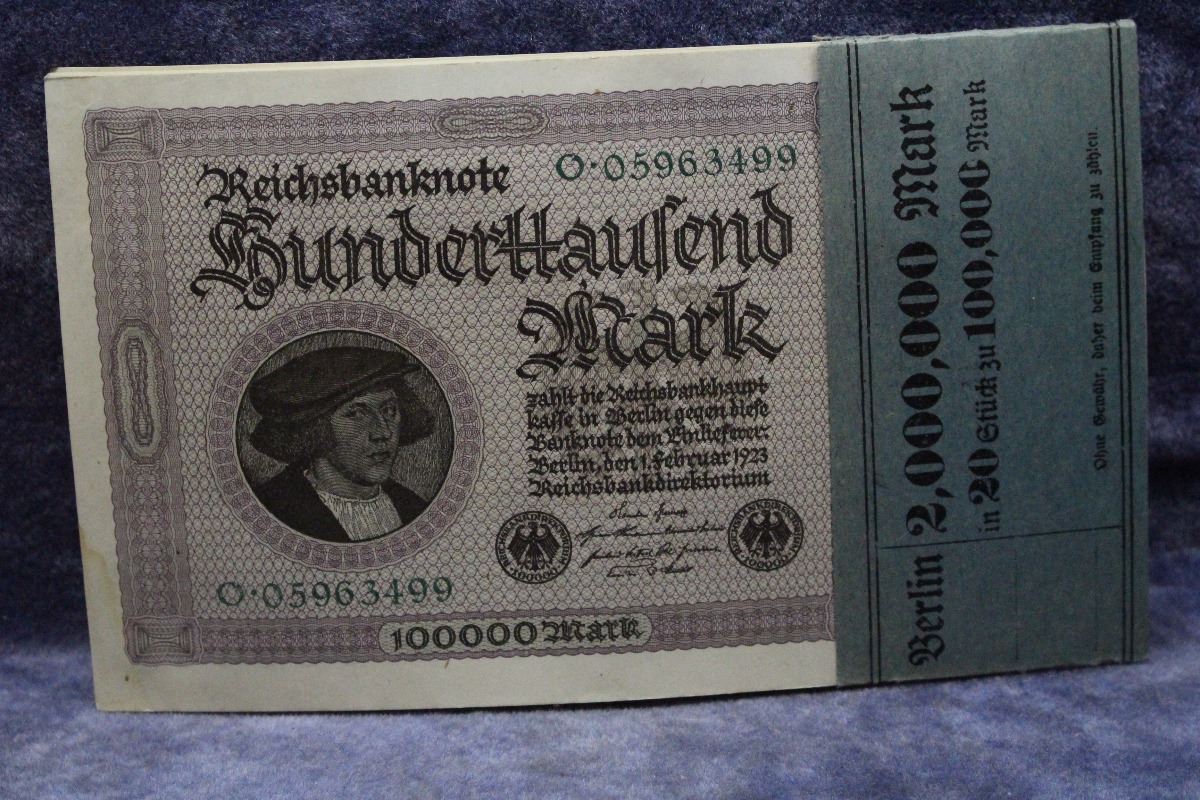 Reichsbanknote
O·05963499
Hunderttausend
Mark
zahlt die Reichsbankhaupt-
kasse in Berlin gegen diese
Banknote dem Einlieferer.
Berlin, den 1. Februar 1923
Reichsbankdirektorium
O·05963499
100000 Mark
100000
100000
Berlin 2,000,000 Mark
in 20 Stück zu 100,000 Mark
Ohne Gewähr, daher beim Empfang zu zählen.